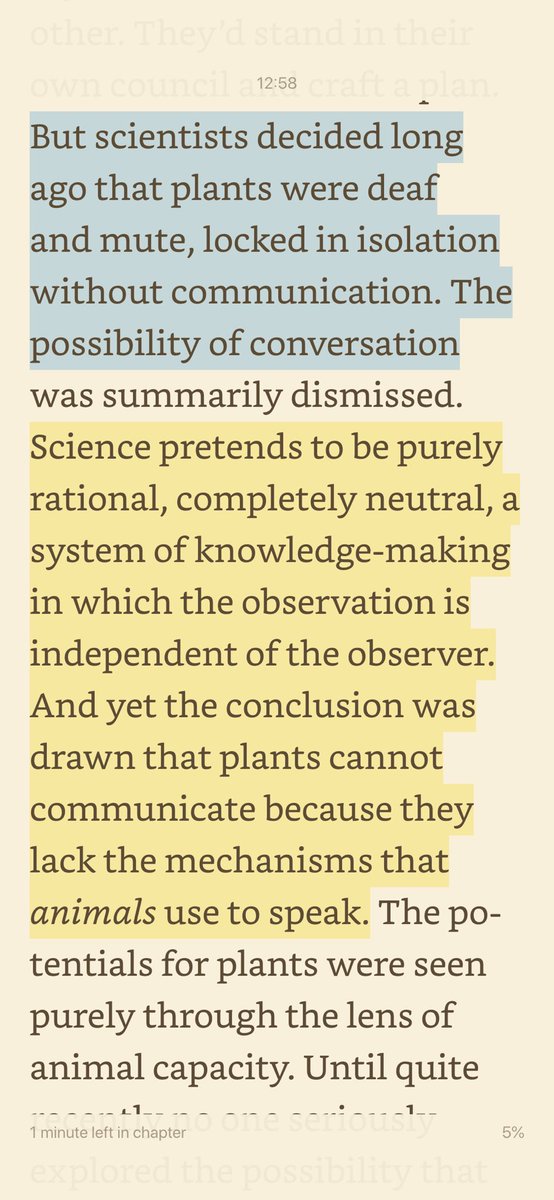 other. They'd stand in their
own council and craft a plan.
12:58
But scientists decided long
ago that plants were deaf
and mute, locked in isolation
without communication. The
possibility of conversation
was summarily dismissed.
Science pretends to be purely
rational, completely neutral, a
system of knowledge-making
in which the observation is
independent of the observer.
And yet the conclusion was
drawn that plants cannot
communicate because they
lack the mechanisms that
animals use to speak. The po-
tentials for plants were seen
purely through the lens of
animal capacity. Until quite
recently no one seriously
1 minute left in chapter
5%
explored the possibility that